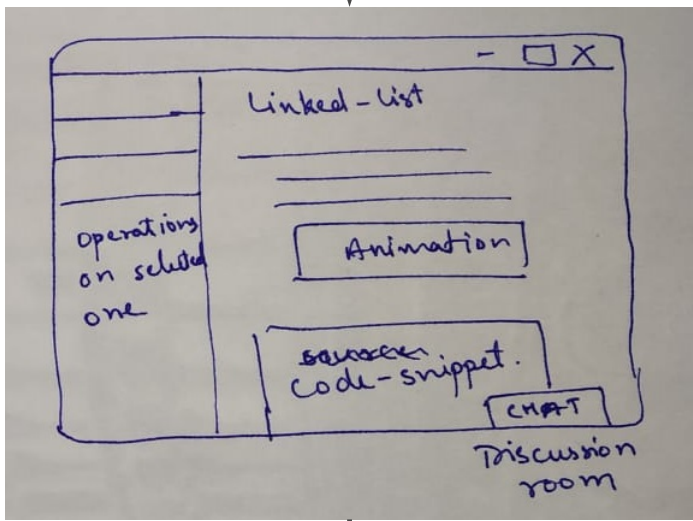 Linked-list
Operations
on selected
one
Animation
code-snippet.
CHAT
Discussion
room